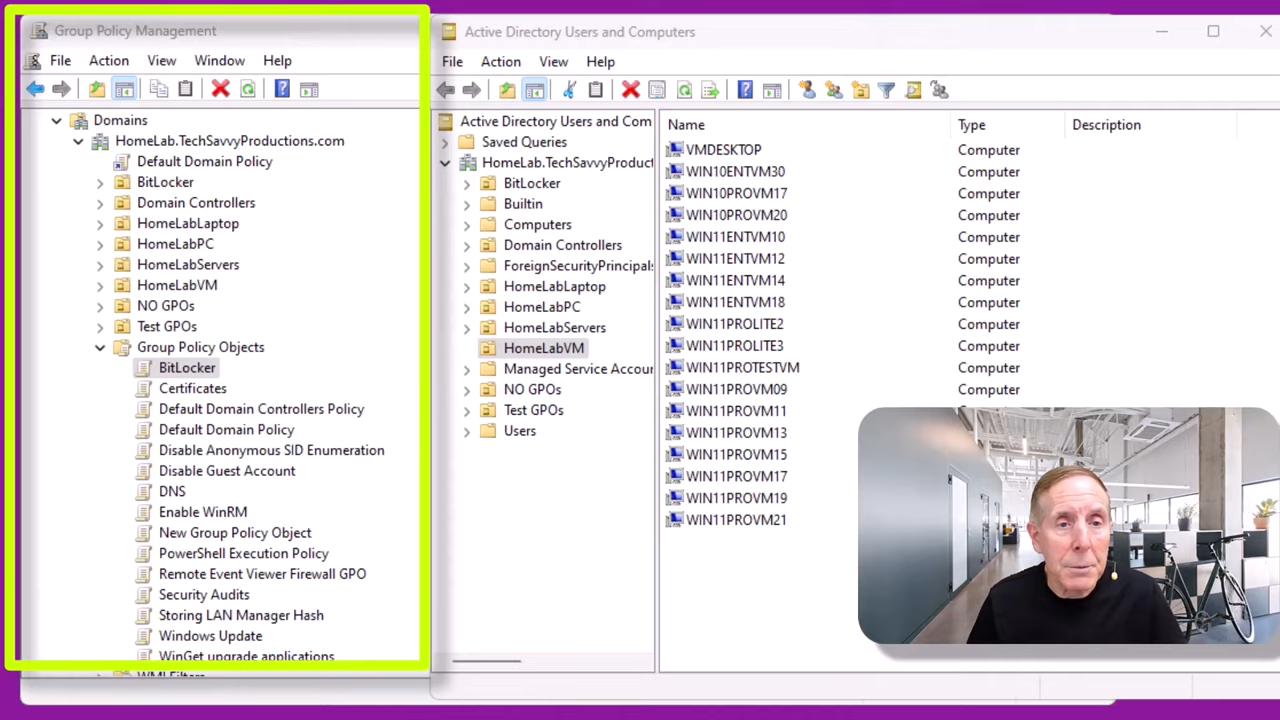 Group Policy Management
File Action View Window Help
Domains
HomeLab.TechSavvyProductions.com
Default Domain Policy
BitLocker
Domain Controllers
HomeLabLaptop
HomeLabPC
HomeLabServers
HomeLabVM
NO GPOs
Test GPOs
Group Policy Objects
BitLocker
Certificates
Default Domain Controllers Policy
Default Domain Policy
Disable Anonymous SID Enumeration
Disable Guest Account
DNS
Enable WinRM
New Group Policy Object
PowerShell Execution Policy
Remote Event Viewer Firewall GPO
Security Audits
Storing LAN Manager Hash
Windows Update
WinGet upgrade applications
WMI Filters
Active Directory Users and Computers
File Action View Help
Active Directory Users and Com
Saved Queries
HomeLab.TechSavvyProduct
BitLocker
Builtin
Computers
Domain Controllers
ForeignSecurityPrincipals
HomeLabLaptop
HomeLabPC
HomeLabServers
HomeLabVM
Managed Service Accour
NO GPOs
Test GPOs
Users
Name Type Description
VMDESKTOP Computer
WIN10ENTVM30 Computer
WIN10PROVM17 Computer
WIN10PROVM20 Computer
WIN11ENTVM10 Computer
WIN11ENTVM12 Computer
WIN11ENTVM14 Computer
WIN11ENTVM18 Computer
WIN11PROLITE2 Computer
WIN11PROLITE3 Computer
WIN11PROTESTVM Computer
WIN11PROVM09 Computer
WIN11PROVM11
WIN11PROVM13
WIN11PROVM15
WIN11PROVM17
WIN11PROVM19
WIN11PROVM21